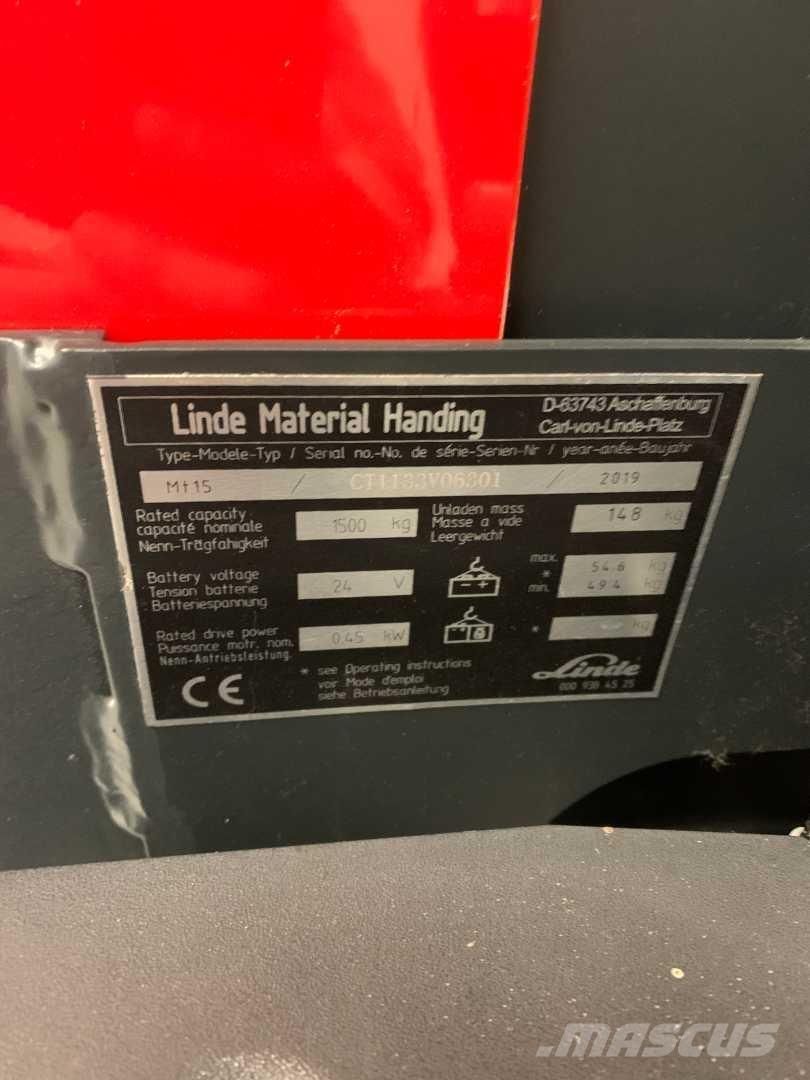 Linde Material Handing
D-63743 Aschaffenburg
Carl-von-Linde-Platz
Type-Modele-Typ / Serial no.-No. de série-Serien-Nr / year-anée-Baujahr
Mt15 / CT1133V06301 / 2019
Rated capacity
capacité nominale
Nenn-Trägfahigkeit
1500 kg
Unladen mass
Masse a vide
Leergewicht
148 kg
Battery voltage
Tension batterie
Batteriespannung
24 V
- +
max. 54.6 kg
*
min. 49.4 kg
Rated drive power
Puissance motr. nom.
Nenn-Antriebsleistung.
0.45 kW
* kg
CE
* see Operating instructions
voir Mode d'emploi
siehe Betriebsanleitung
Linde
000 938 45 25
MASCUS